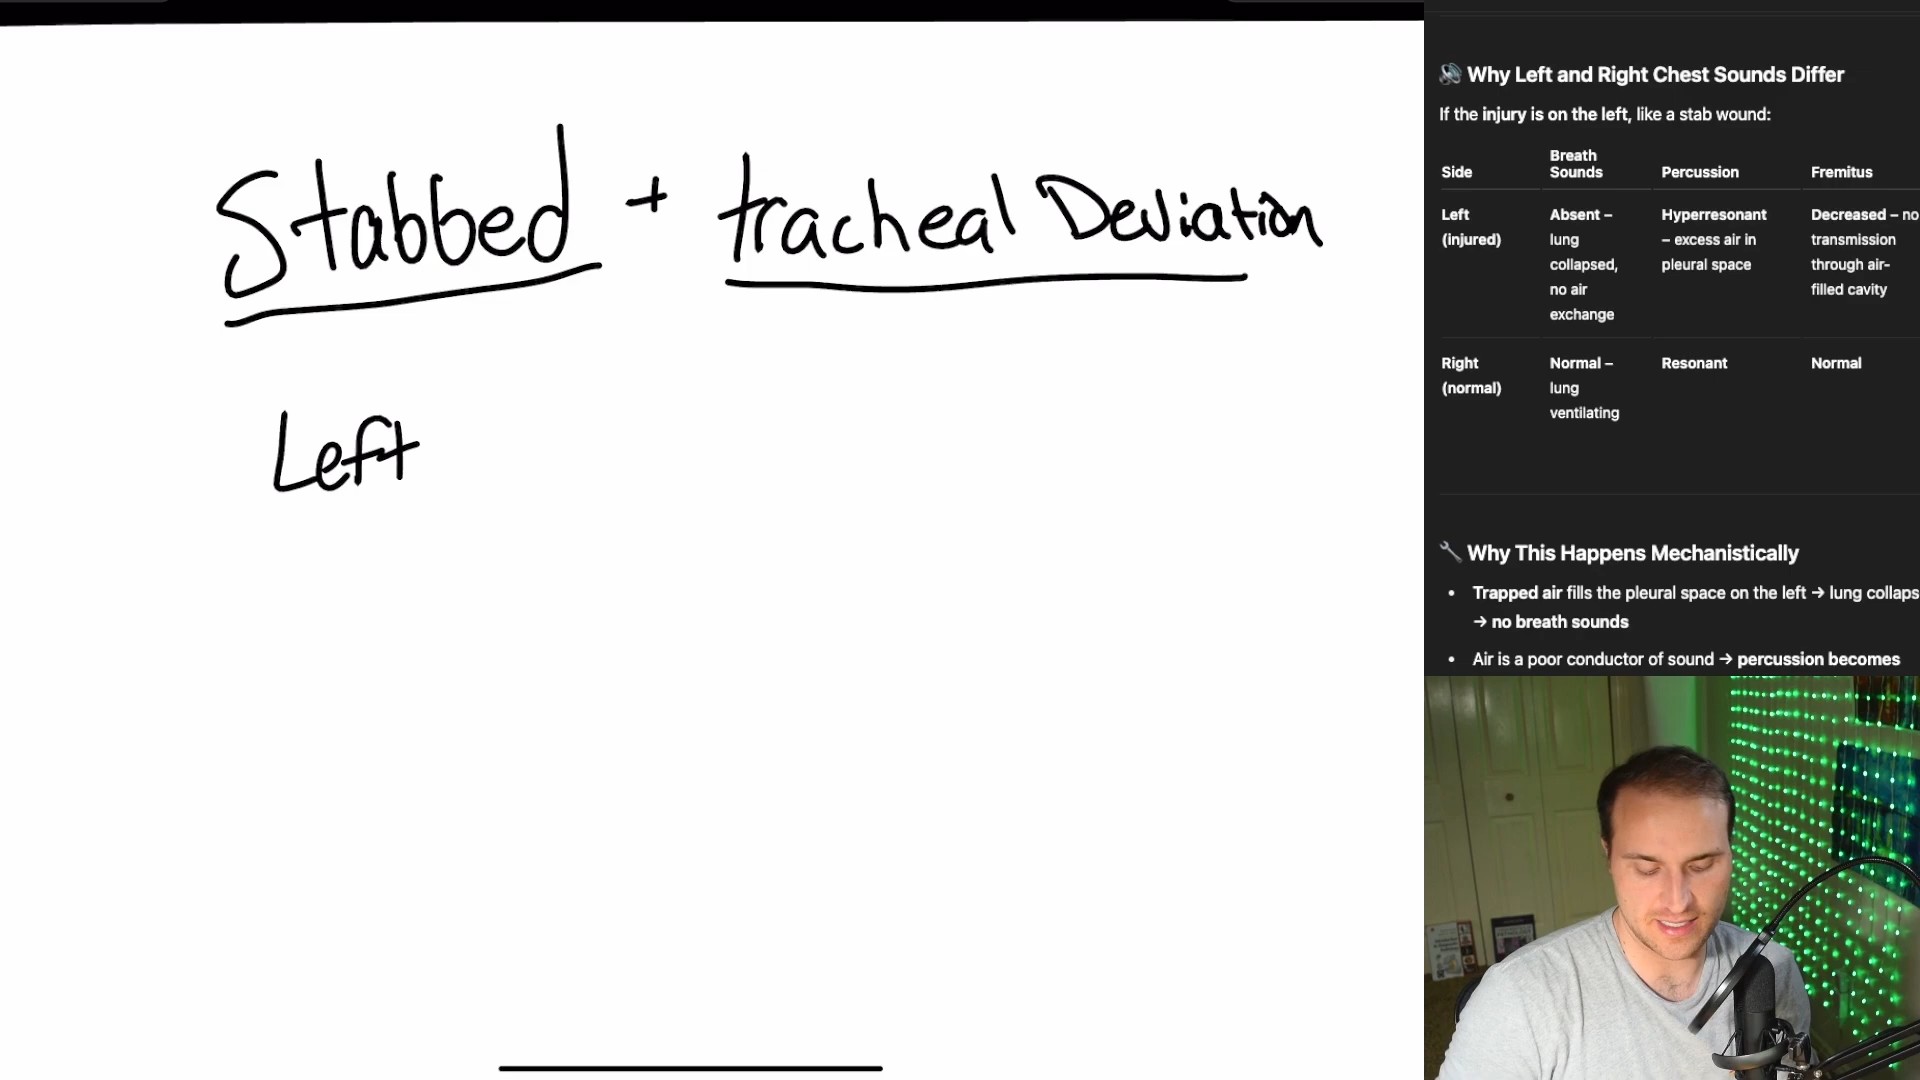 Stabbed + tracheal Deviation
Left
🔊 Why Left and Right Chest Sounds Differ
If the injury is on the left, like a stab wound:
Side Breath Sounds Percussion Fremitus
Left (injured) Absent – lung collapsed, no air exchange Hyperresonant – excess air in pleural space Decreased – no transmission through air-filled cavity
Right (normal) Normal – lung ventilating Resonant Normal
🔧 Why This Happens Mechanistically
• Trapped air fills the pleural space on the left → lung collaps
→ no breath sounds
• Air is a poor conductor of sound → percussion becomes